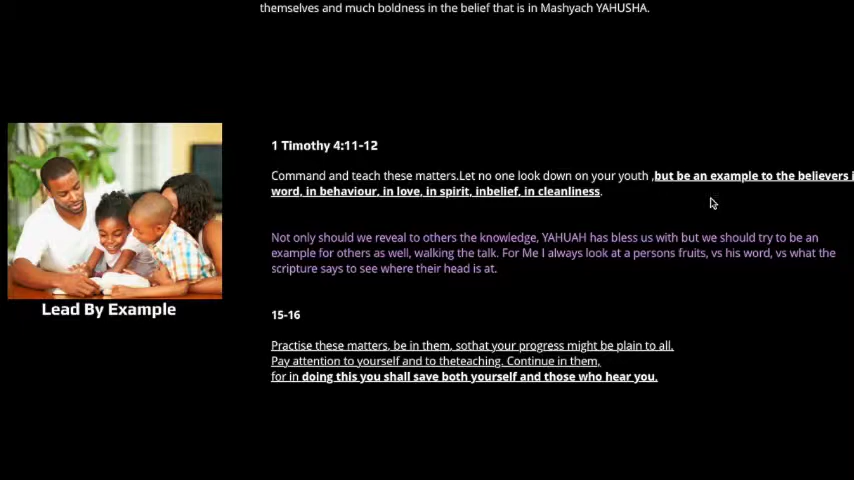 themselves and much boldness in the belief that is in Mashyach YAHUSHA.
1 Timothy 4:11-12
Command and teach these matters.Let no one look down on your youth ,but be an example to the believers i
word, in behaviour, in love, in spirit, inbelief, in cleanliness.
Not only should we reveal to others the knowledge, YAHUAH has bless us with but we should try to be an
example for others as well, walking the talk. For Me I always look at a persons fruits, vs his word, vs what the
scripture says to see where their head is at.
Lead By Example
15-16
Practise these matters, be in them, sothat your progress might be plain to all.
Pay attention to yourself and to theteaching. Continue in them,
for in doing this you shall save both yourself and those who hear you.